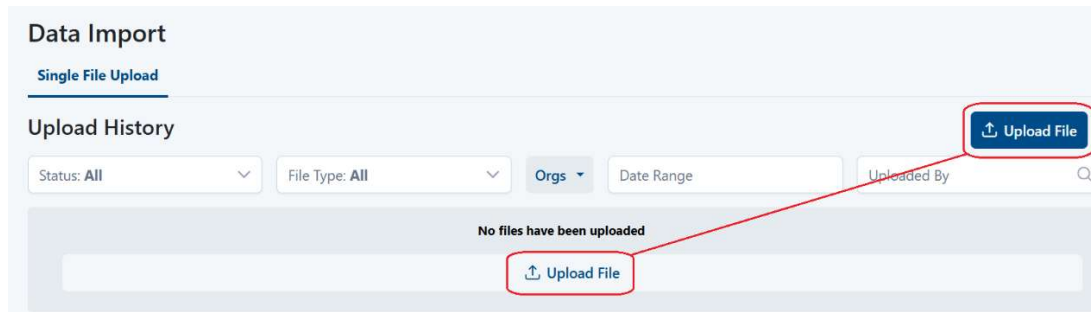 Data Import
Single File Upload
Upload History
Upload File
Status: All
File Type: All
Orgs
Date Range
Uploaded By
No files have been uploaded
Upload File